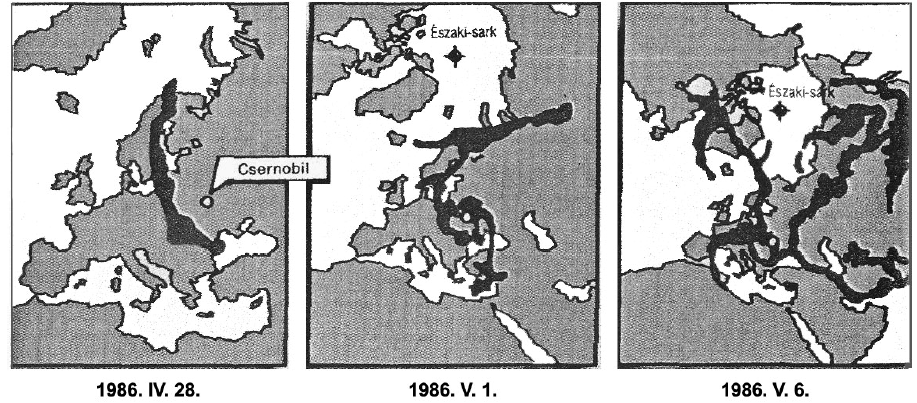 Északi-sark
Északi-sark
Csernobil
1986. IV. 28.
1986. V. 1.
1986. V. 6.